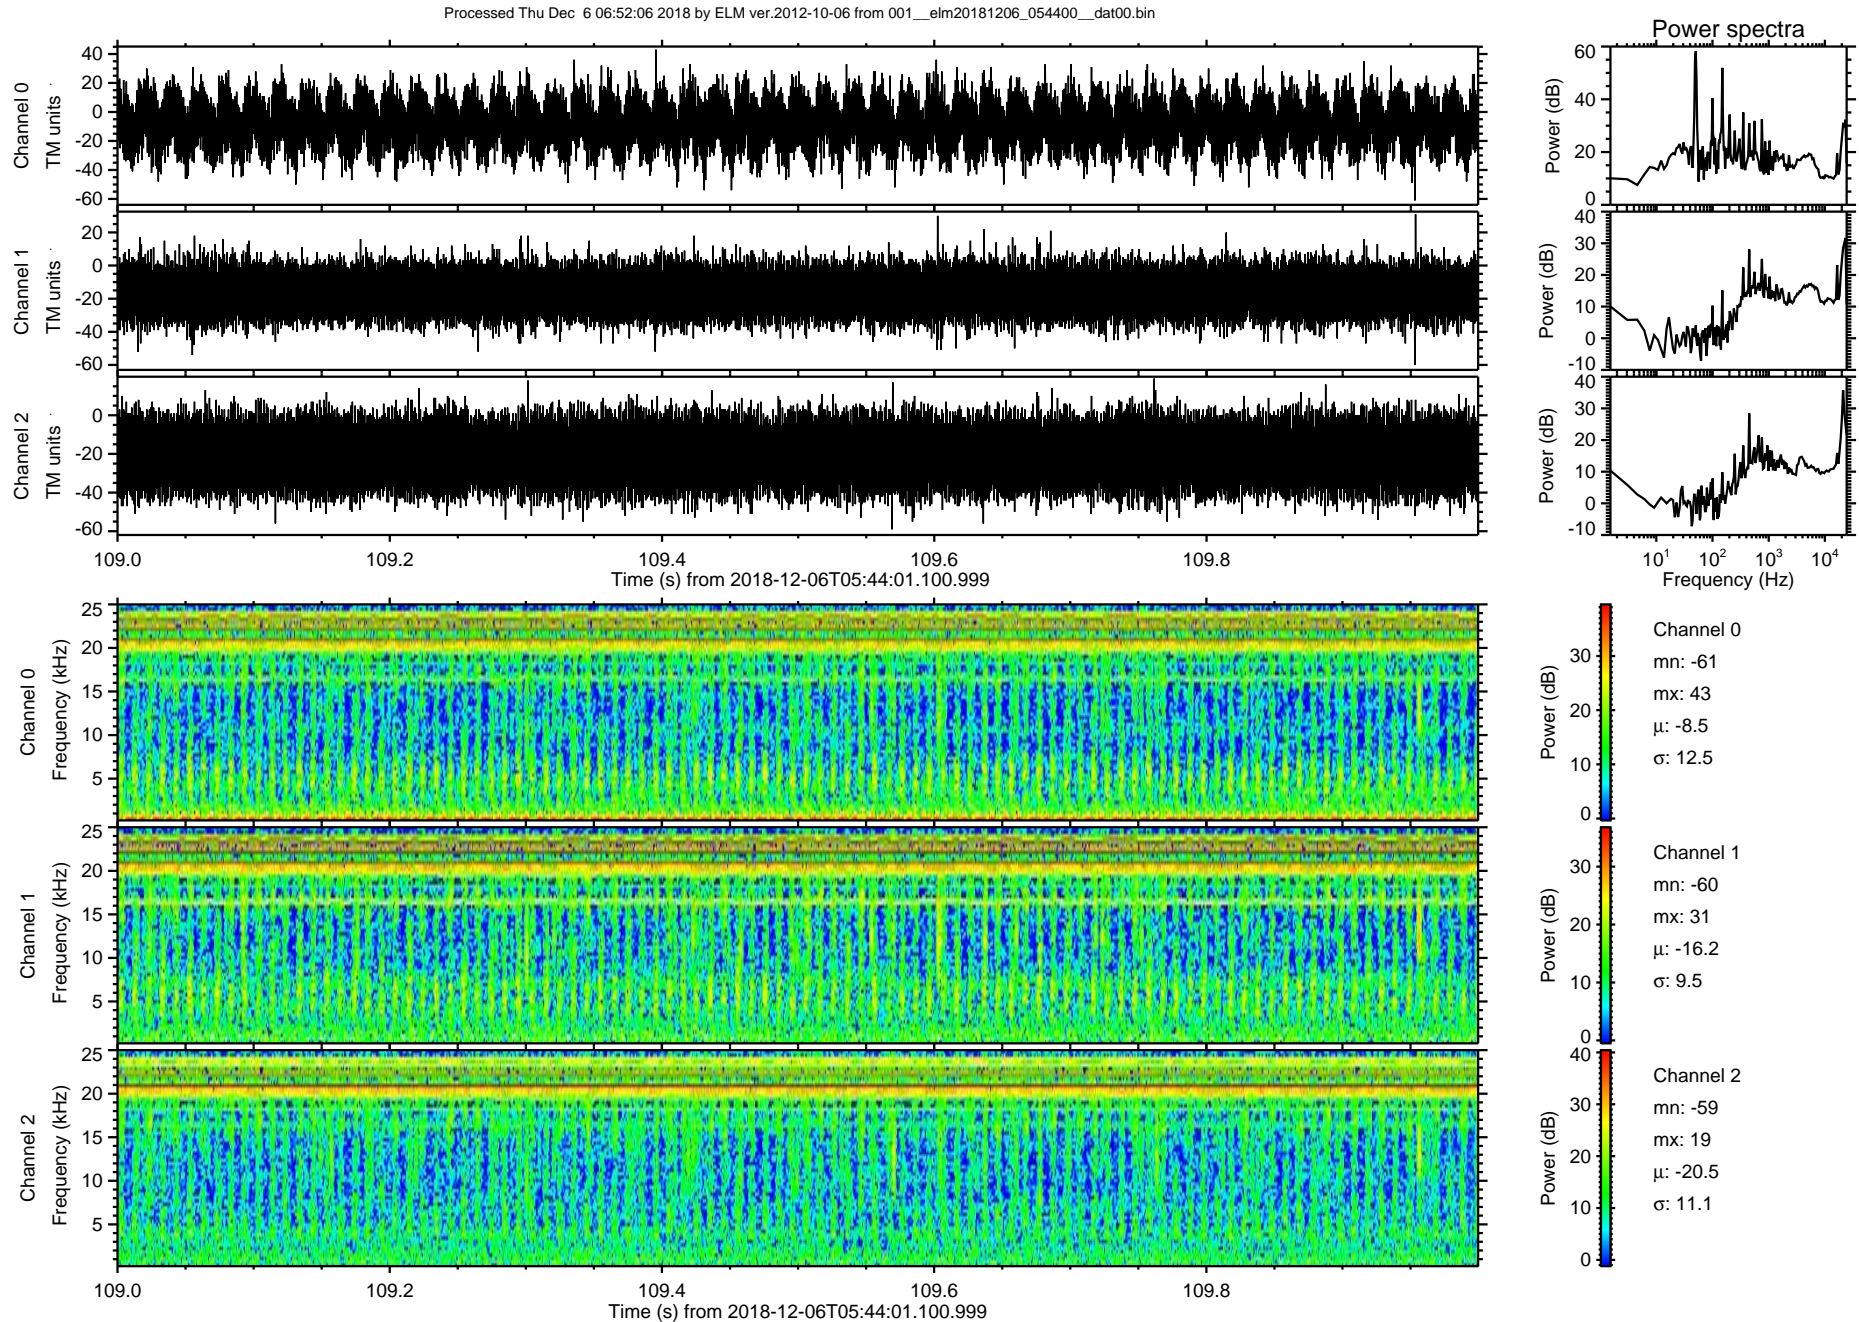 Processed Thu Dec  6 06:52:06 2018 by ELM ver.2012-10-06 from 001__elm20181206_054400__dat00.bin
Power spectra
Channel 0
TM units
40
20
0
-20
-40
-60
Power (dB)
60
40
20
0
Channel 1
TM units
20
0
-20
-40
-60
Power (dB)
40
30
20
10
0
-10
Channel 2
TM units
0
-20
-40
-60
Power (dB)
40
30
20
10
0
-10
109.0 109.2 109.4 109.6 109.8
Time (s) from 2018-12-06T05:44:01.100.999
10^1 10^2 10^3 10^4
Frequency (Hz)
Channel 0
Frequency (kHz)
25
20
15
10
5
Power (dB)
30
20
10
0
Channel 0
mn: -61
mx: 43
μ: -8.5
σ: 12.5
Channel 1
Frequency (kHz)
25
20
15
10
5
Power (dB)
30
20
10
0
Channel 1
mn: -60
mx: 31
μ: -16.2
σ: 9.5
Channel 2
Frequency (kHz)
25
20
15
10
5
Power (dB)
40
30
20
10
0
Channel 2
mn: -59
mx: 19
μ: -20.5
σ: 11.1
109.0 109.2 109.4 109.6 109.8
Time (s) from 2018-12-06T05:44:01.100.999